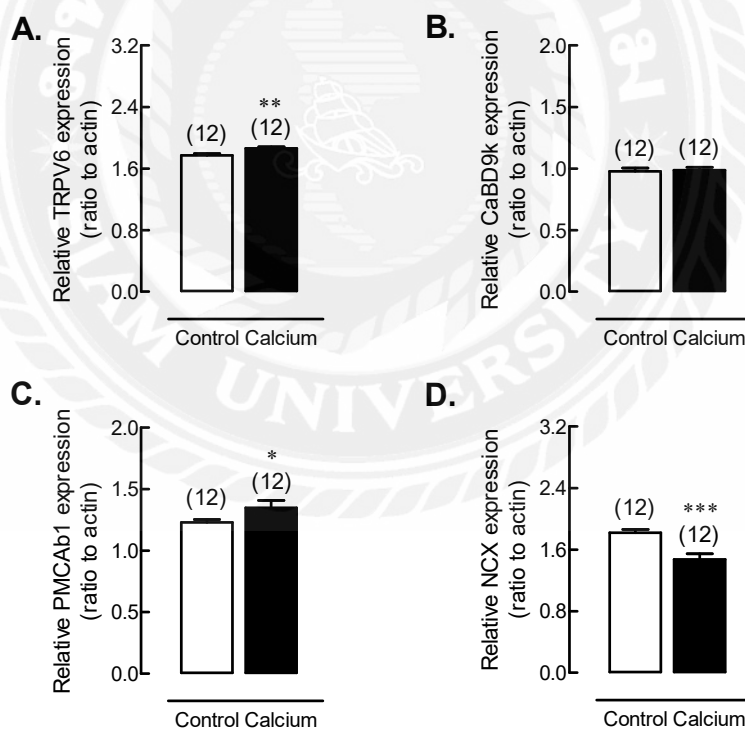 A.
Relative TRPV6 expression
(ratio to actin)
3.2
2.4
1.6
0.8
0.0
(12)
**
(12)
Control Calcium
B.
Relative CaBD9k expression
(ratio to actin)
2.0
1.5
1.0
0.5
0.0
(12)
(12)
Control Calcium
C.
Relative PMCAb1 expression
(ratio to actin)
2.0
1.5
1.0
0.5
0.0
(12)
*
(12)
Control Calcium
D.
Relative NCX expression
(ratio to actin)
3.2
2.4
1.6
0.8
0.0
(12)
***
(12)
Control Calcium
UNIVERSITY